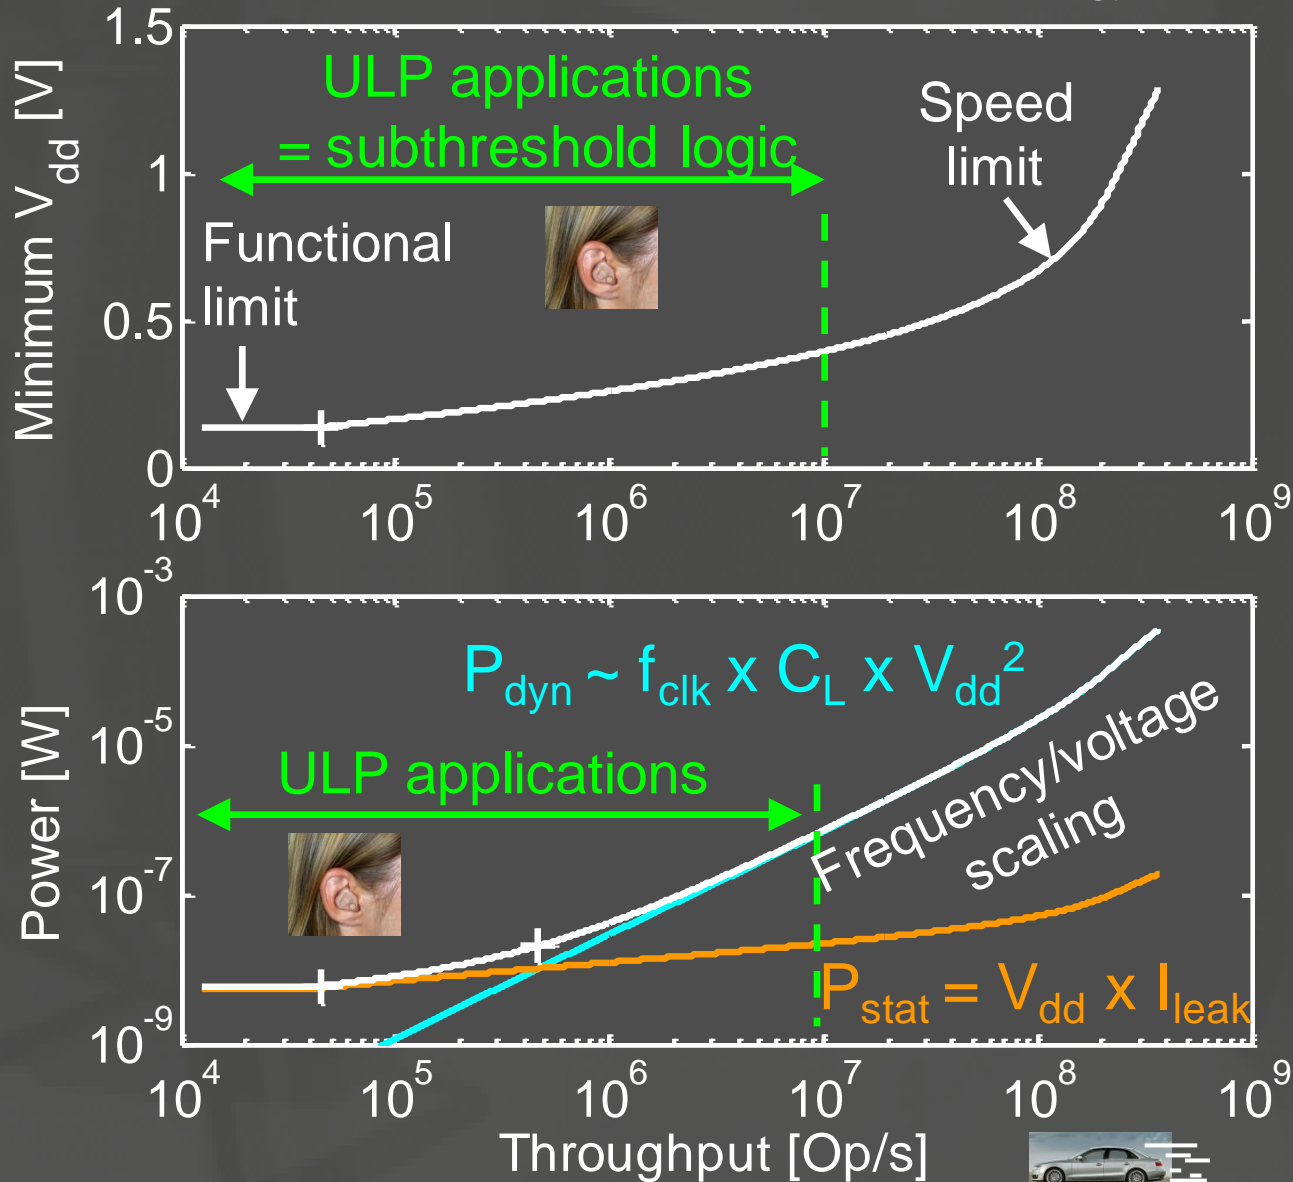 1.5
1
0.5
0
Minimum V_dd [V]
ULP applications
= subthreshold logic
Functional
limit
Speed
limit
10^4 10^5 10^6 10^7 10^8 10^9
10^-3
10^-5
10^-7
10^-9
Power [W]
P_dyn ~ f_clk x C_L x V_dd^2
ULP applications
Frequency/voltage
scaling
P_stat = V_dd x I_leak
10^4 10^5 10^6 10^7 10^8 10^9
Throughput [Op/s]